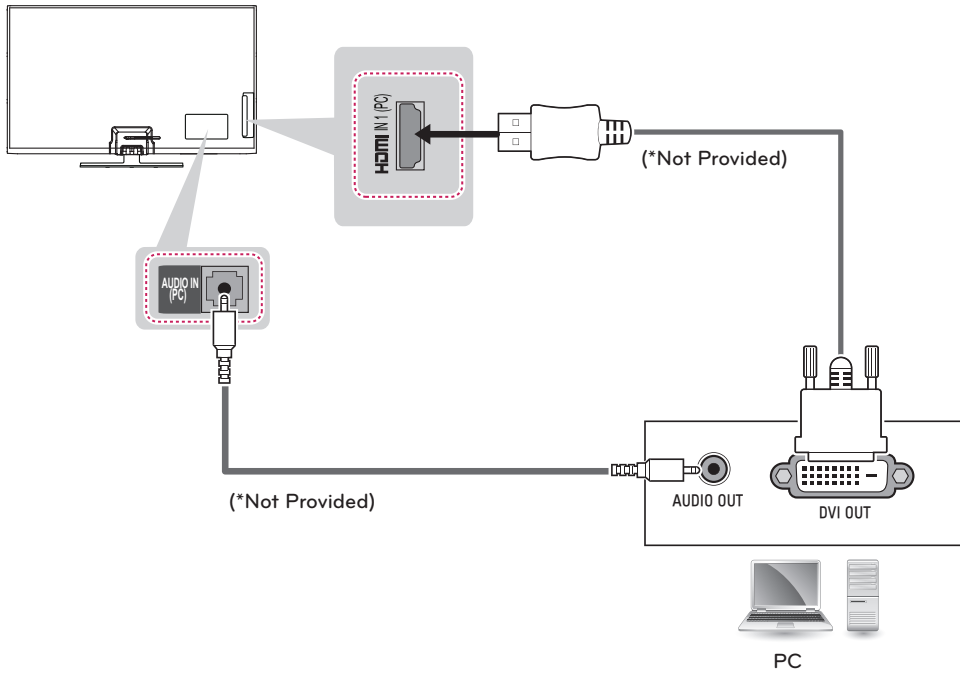 HDMI IN 1 (PC)
(*Not Provided)
AUDIO IN
(PC)
(*Not Provided)
AUDIO OUT
DVI OUT
PC